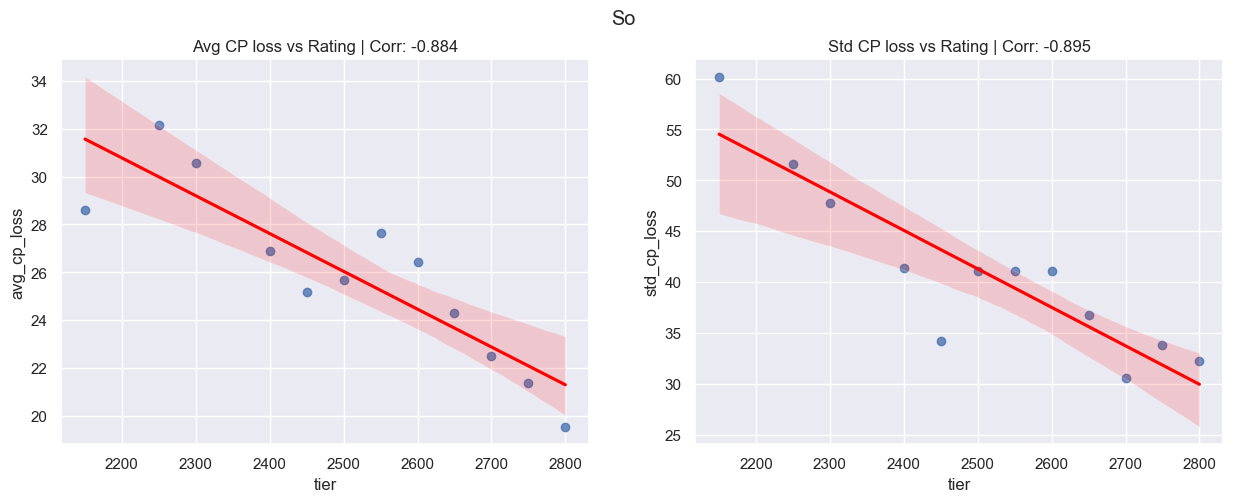 So
Avg CP loss vs Rating | Corr: -0.884
34
32
30
28
26
24
22
20
avg_cp_loss
2200 2300 2400 2500 2600 2700 2800
tier
Std CP loss vs Rating | Corr: -0.895
60
55
50
45
40
35
30
25
std_cp_loss
2200 2300 2400 2500 2600 2700 2800
tier